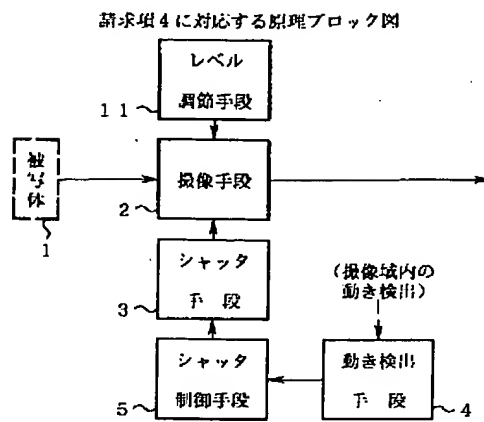 請求項4に対応する原理ブロック図
レベル
調節手段
11
被写体
1
撮像手段
2
シャッタ
手段
3
(撮像域内の
動き検出)
シャッタ
制御手段
5
動き検出
手段
4